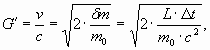 G′ = v/c = √(2 · δm/m₀) = √(2 · (L · Δt)/(m₀ · c²)),